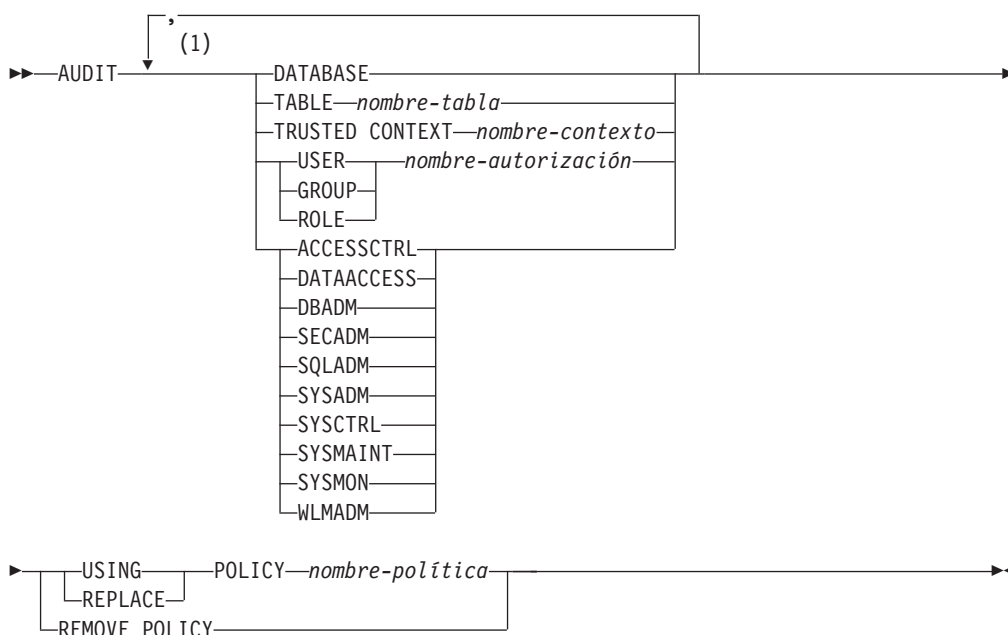 ,
(1)
AUDIT DATABASE
TABLE nombre-tabla
TRUSTED CONTEXT nombre-contexto
USER nombre-autorización
GROUP
ROLE
ACCESSCTRL
DATAACCESS
DBADM
SECADM
SQLADM
SYSADM
SYSCTRL
SYSMAINT
SYSMON
WLMADM
USING POLICY nombre-política
REPLACE
REMOVE POLICY